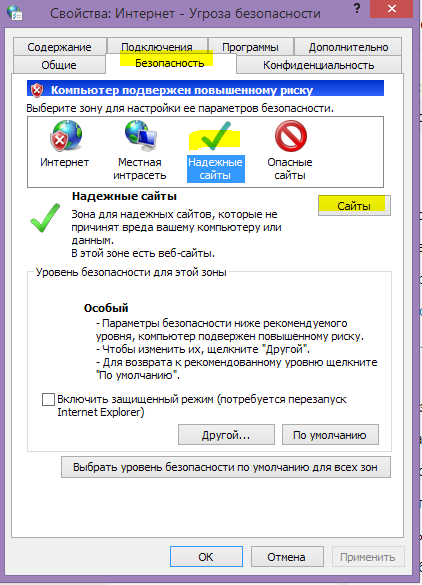 Свойства: Интернет - Угроза безопасности
?
Содержание
Подключения
Программы
Дополнительно
Общие
Безопасность
Конфиденциальность
Компьютер подвержен повышенному риску
Выберите зону для настройки ее параметров безопасности.
Интернет
Местная
интрасеть
Надежные
сайты
Опасные
сайты
Надежные сайты
Сайты
Зона для надежных сайтов, которые не
причинят вреда вашему компьютеру или
данным.
В этой зоне есть веб-сайты.
Уровень безопасности для этой зоны
Особый
- Параметры безопасности ниже рекомендуемого
уровня, компьютер подвержен повышенному риску.
- Чтобы изменить их, щелкните "Другой".
- Для возврата к рекомендованному уровню щелкните
"По умолчанию".
Включить защищенный режим (потребуется перезапуск
Internet Explorer)
Другой...
По умолчанию
Выбрать уровень безопасности по умолчанию для всех зон
ОК
Отмена
Применить